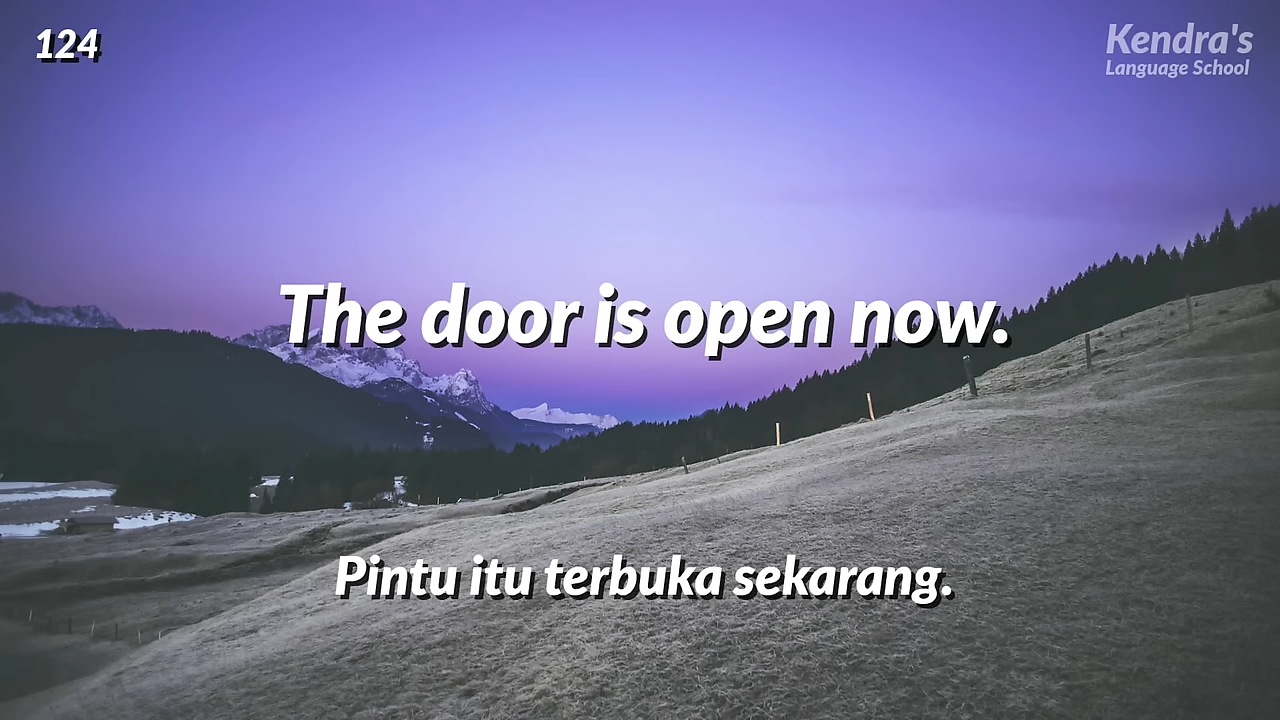 124
Kendra's
Language School
The door is open now.
Pintu itu terbuka sekarang.